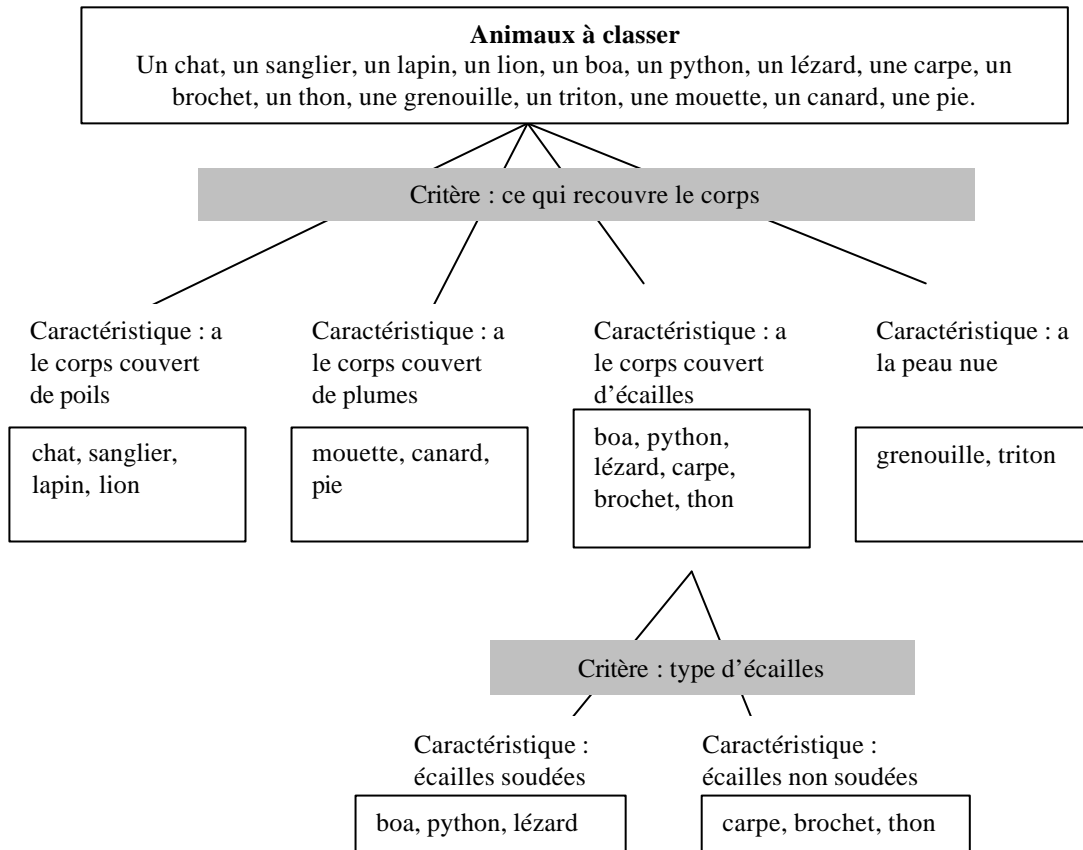 Animaux à classer
Un chat, un sanglier, un lapin, un lion, un boa, un python, un lézard, une carpe, un
brochet, un thon, une grenouille, un triton, une mouette, un canard, une pie.
Critère : ce qui recouvre le corps
Caractéristique : a
le corps couvert
de poils
chat, sanglier,
lapin, lion
Caractéristique : a
le corps couvert
de plumes
mouette, canard,
pie
Caractéristique : a
le corps couvert
d’écailles
boa, python,
lézard, carpe,
brochet, thon
Caractéristique : a
la peau nue
grenouille, triton
Critère : type d’écailles
Caractéristique :
écailles soudées
boa, python, lézard
Caractéristique :
écailles non soudées
carpe, brochet, thon